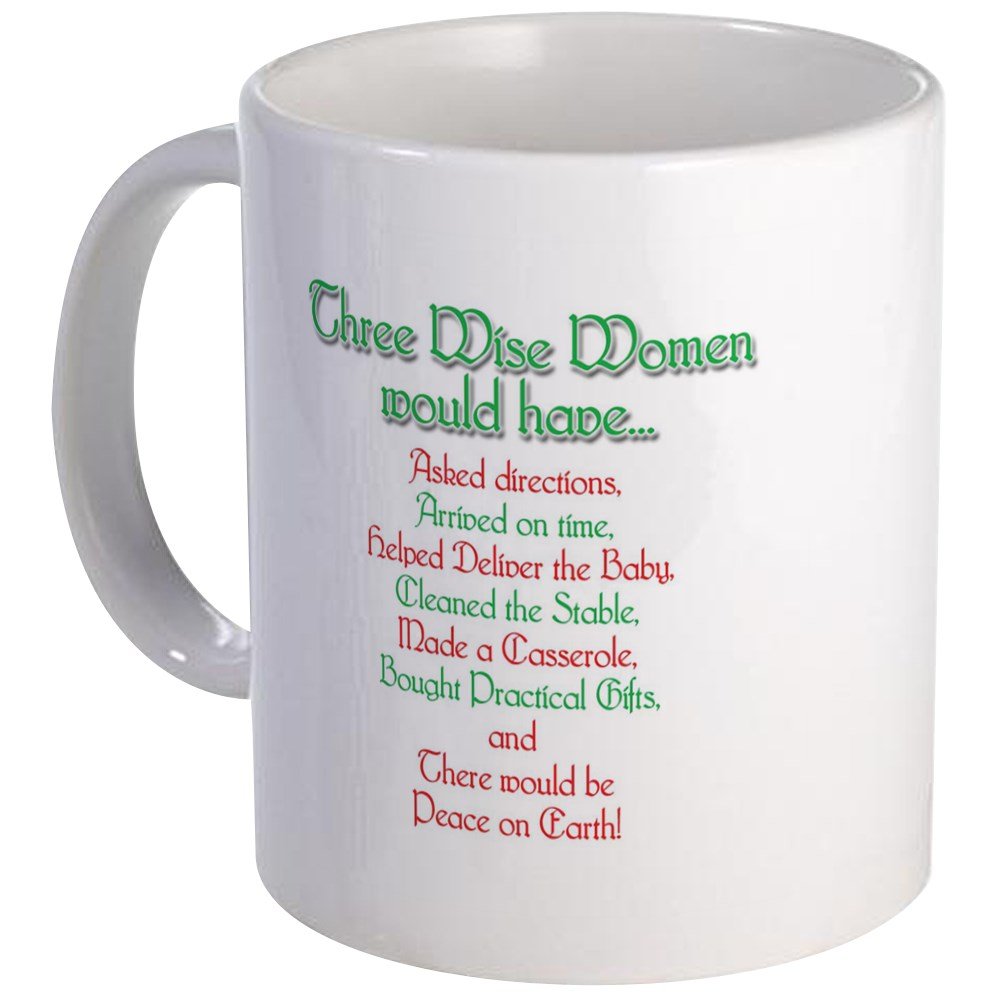 Three Wise Women
would have...
Asked directions,
Arrived on time,
Helped Deliver the Baby,
Cleaned the Stable,
Made a Casserole,
Bought Practical Gifts,
and
There would be
Peace on Earth!